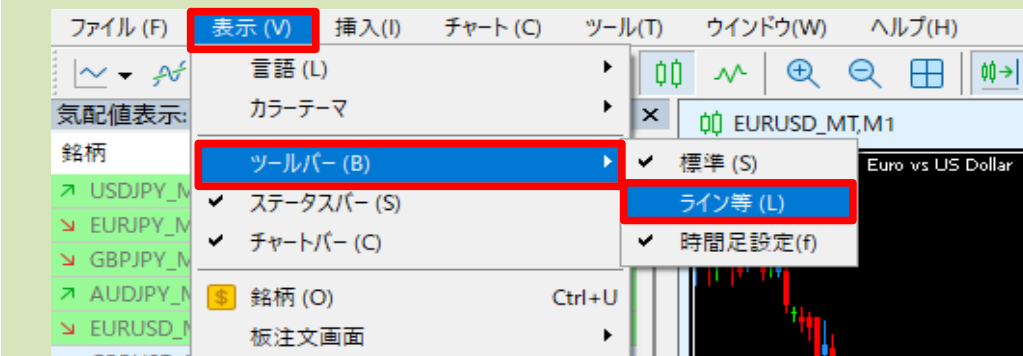 ファイル (F) 表示 (V) 挿入(I) チャート (C) ツール(T) ウインドウ(W) ヘルプ(H)
言語 (L)
カラーテーマ
気配値表示:
EURUSD_MT,M1
銘柄
ツールバー (B)
標準 (S)
Euro vs US Dollar
USDJPY_M
ステータスバー (S)
ライン等 (L)
EURJPY_M
チャートバー (C)
時間足設定(f)
GBPJPY_M
AUDJPY_M
$ 銘柄 (O) Ctrl+U
EURUSD_M
板注文画面